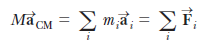 Ma⃗_CM = ∑_i m_i a⃗_i = ∑_i F⃗_i